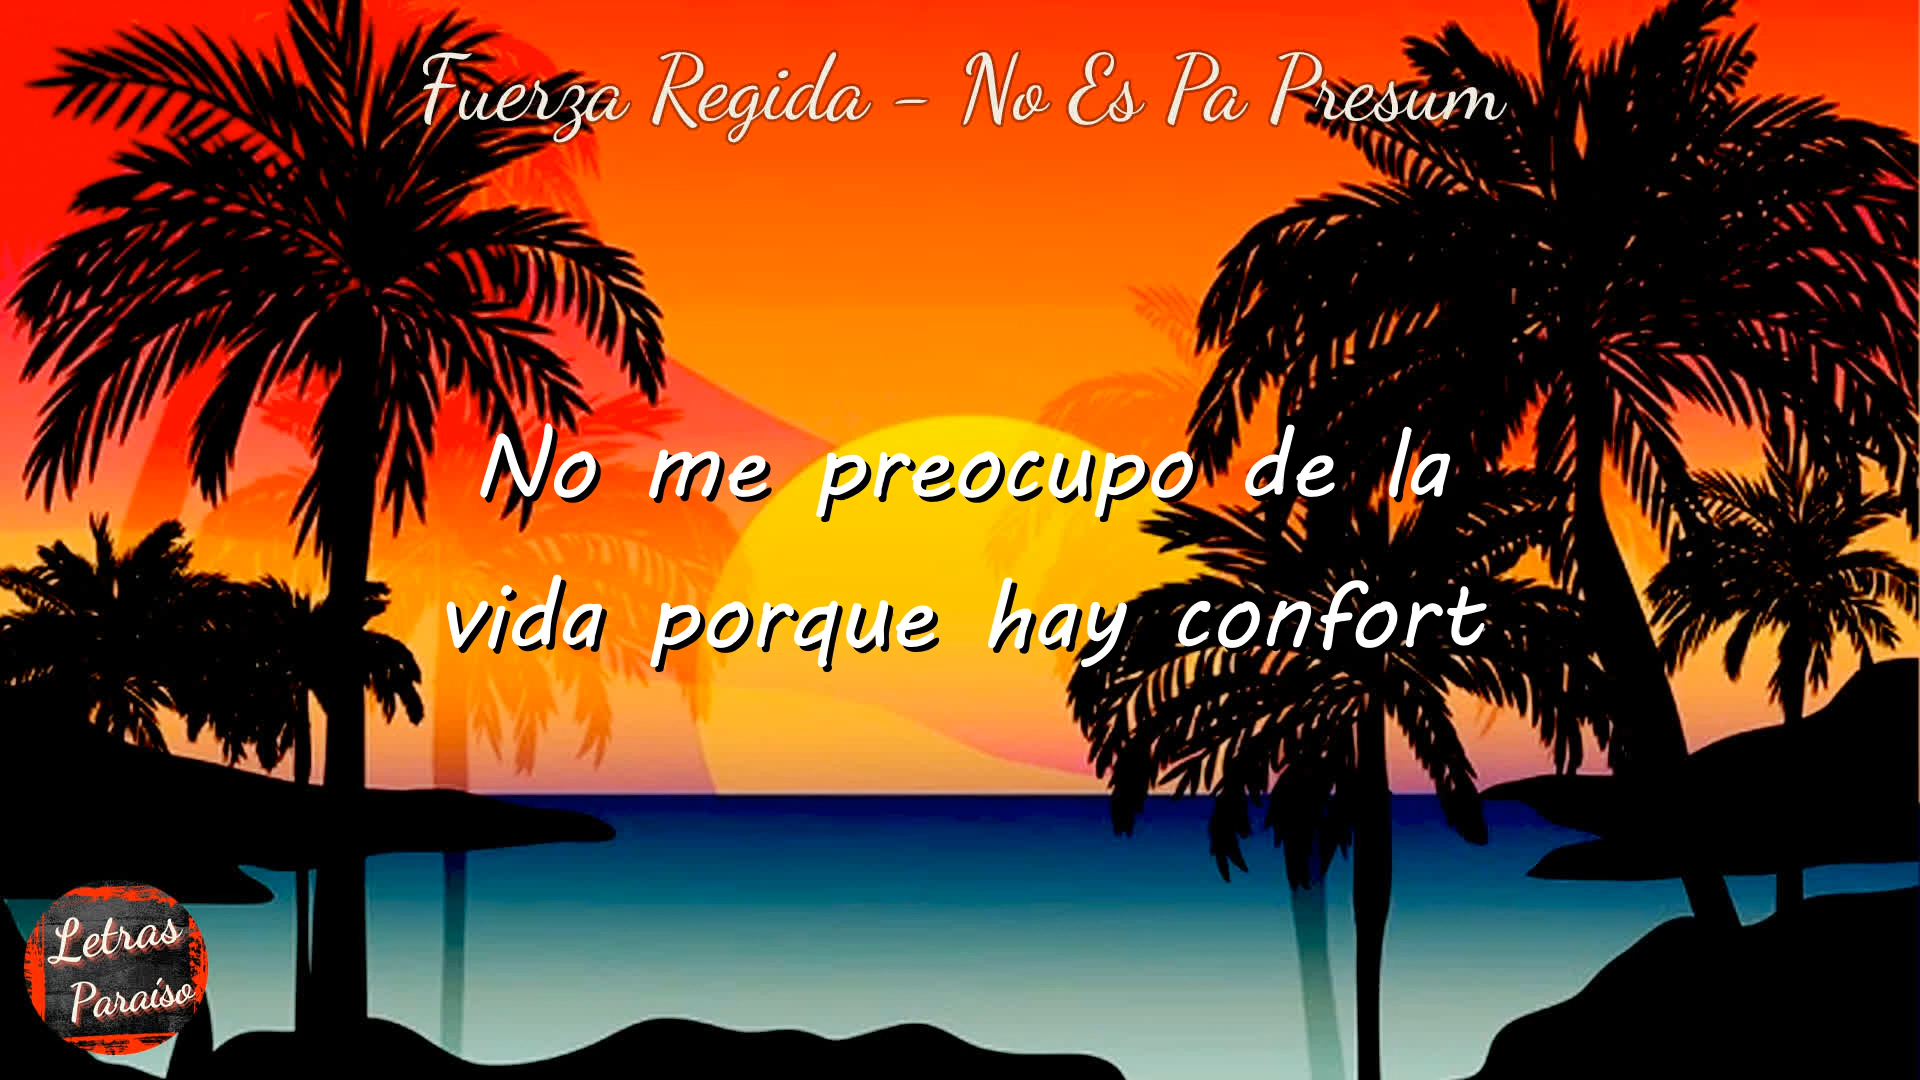 Fuerza Regida - No Es Pa Presum
No me preocupo de la
vida porque hay confort
Letras
Paraíso